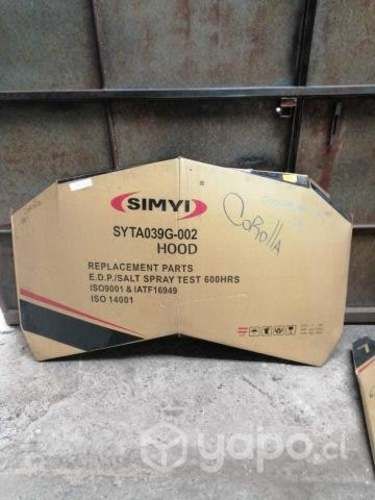 SIMYI
Corolla
SYTA039G-002
HOOD
REPLACEMENT PARTS
E.D.P./SALT SPRAY TEST 600HRS
ISO9001 & IATF16949
ISO 14001
yapo.cl